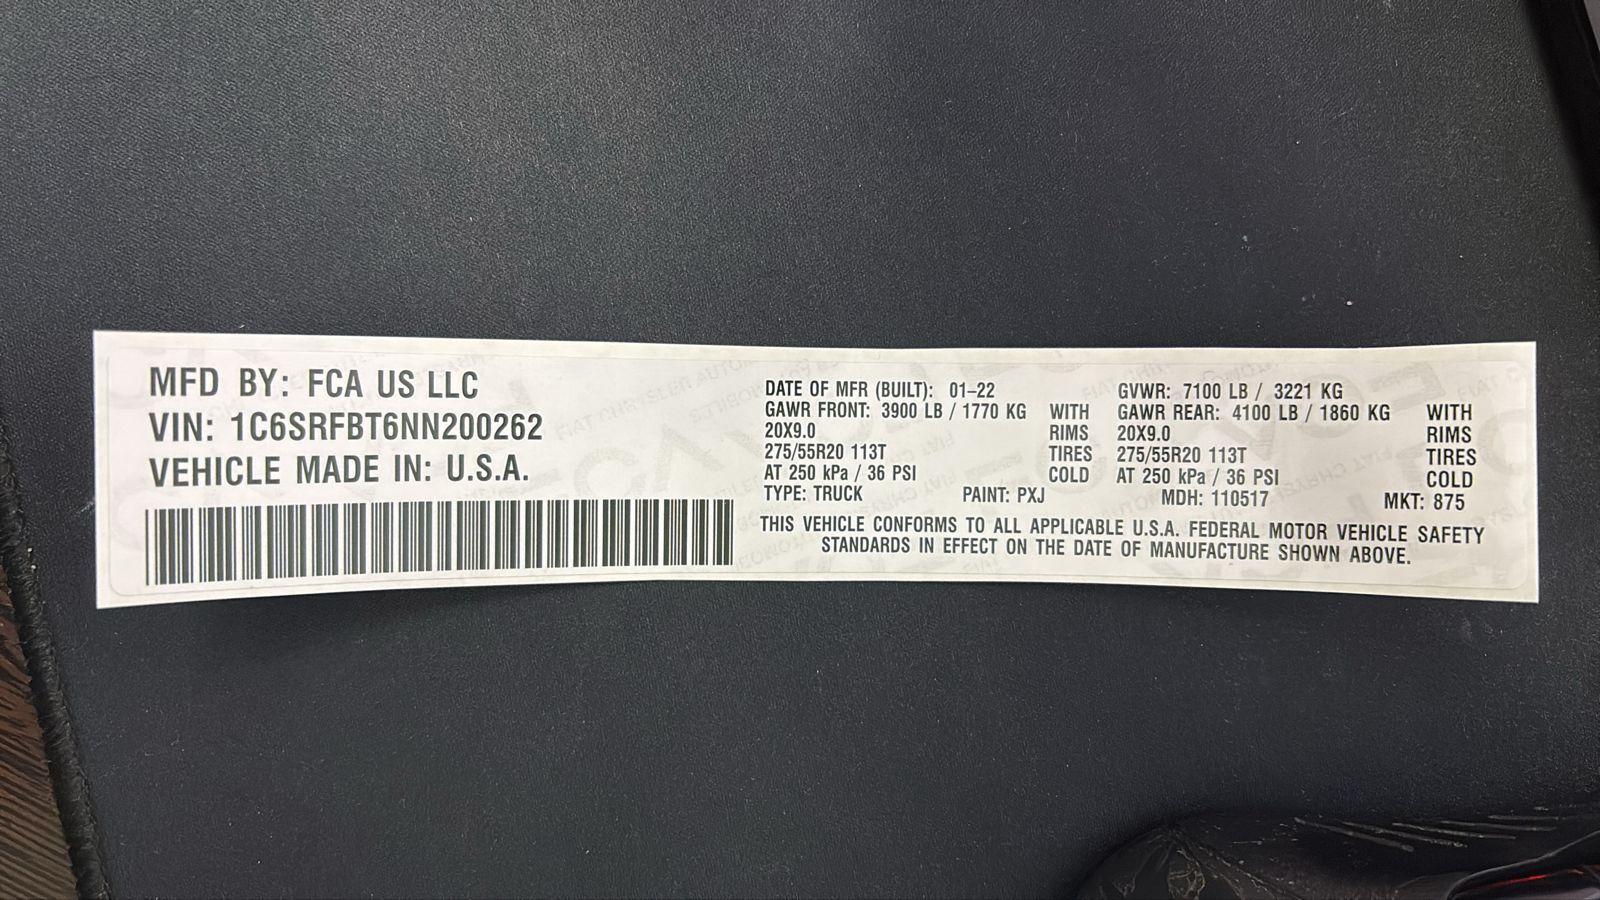 MFD BY: FCA US LLC
VIN: 1C6SRFBT6NN200262
VEHICLE MADE IN: U.S.A.
DATE OF MFR (BUILT): 01-22 GVWR: 7100 LB / 3221 KG
GAWR FRONT: 3900 LB / 1770 KG WITH GAWR REAR: 4100 LB / 1860 KG WITH
20X9.0 RIMS 20X9.0 RIMS
275/55R20 113T TIRES 275/55R20 113T TIRES
AT 250 kPa / 36 PSI COLD AT 250 kPa / 36 PSI COLD
TYPE: TRUCK PAINT: PXJ MDH: 110517 MKT: 875
THIS VEHICLE CONFORMS TO ALL APPLICABLE U.S.A. FEDERAL MOTOR VEHICLE SAFETY
STANDARDS IN EFFECT ON THE DATE OF MANUFACTURE SHOWN ABOVE.